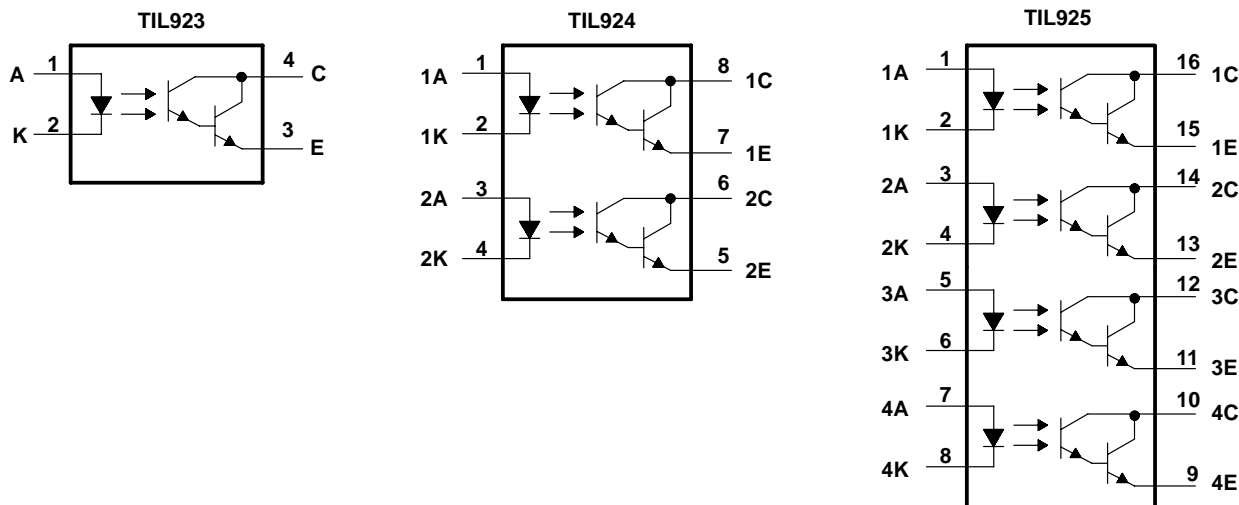 TIL923
A 1 4 C
K 2 3 E
TIL924
1A 1 8 1C
1K 2 7 1E
2A 3 6 2C
2K 4 5 2E
TIL925
1A 1 16 1C
1K 2 15 1E
2A 3 14 2C
2K 4 13 2E
3A 5 12 3C
3K 6 11 3E
4A 7 10 4C
4K 8 9 4E